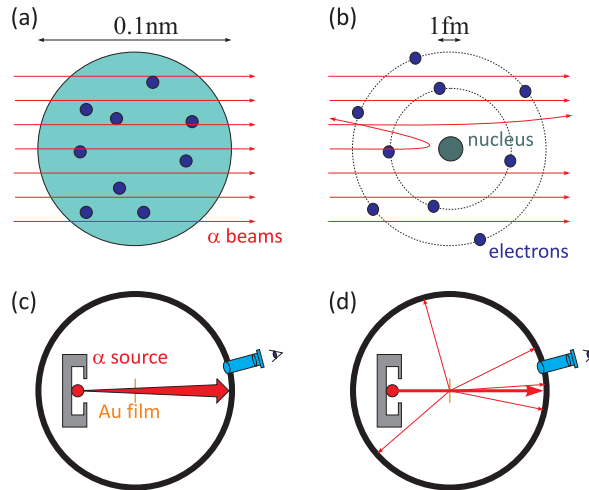 (a)
0.1nm
α beams
(b)
1fm
nucleus
electrons
(c)
α source
Au film
(d)